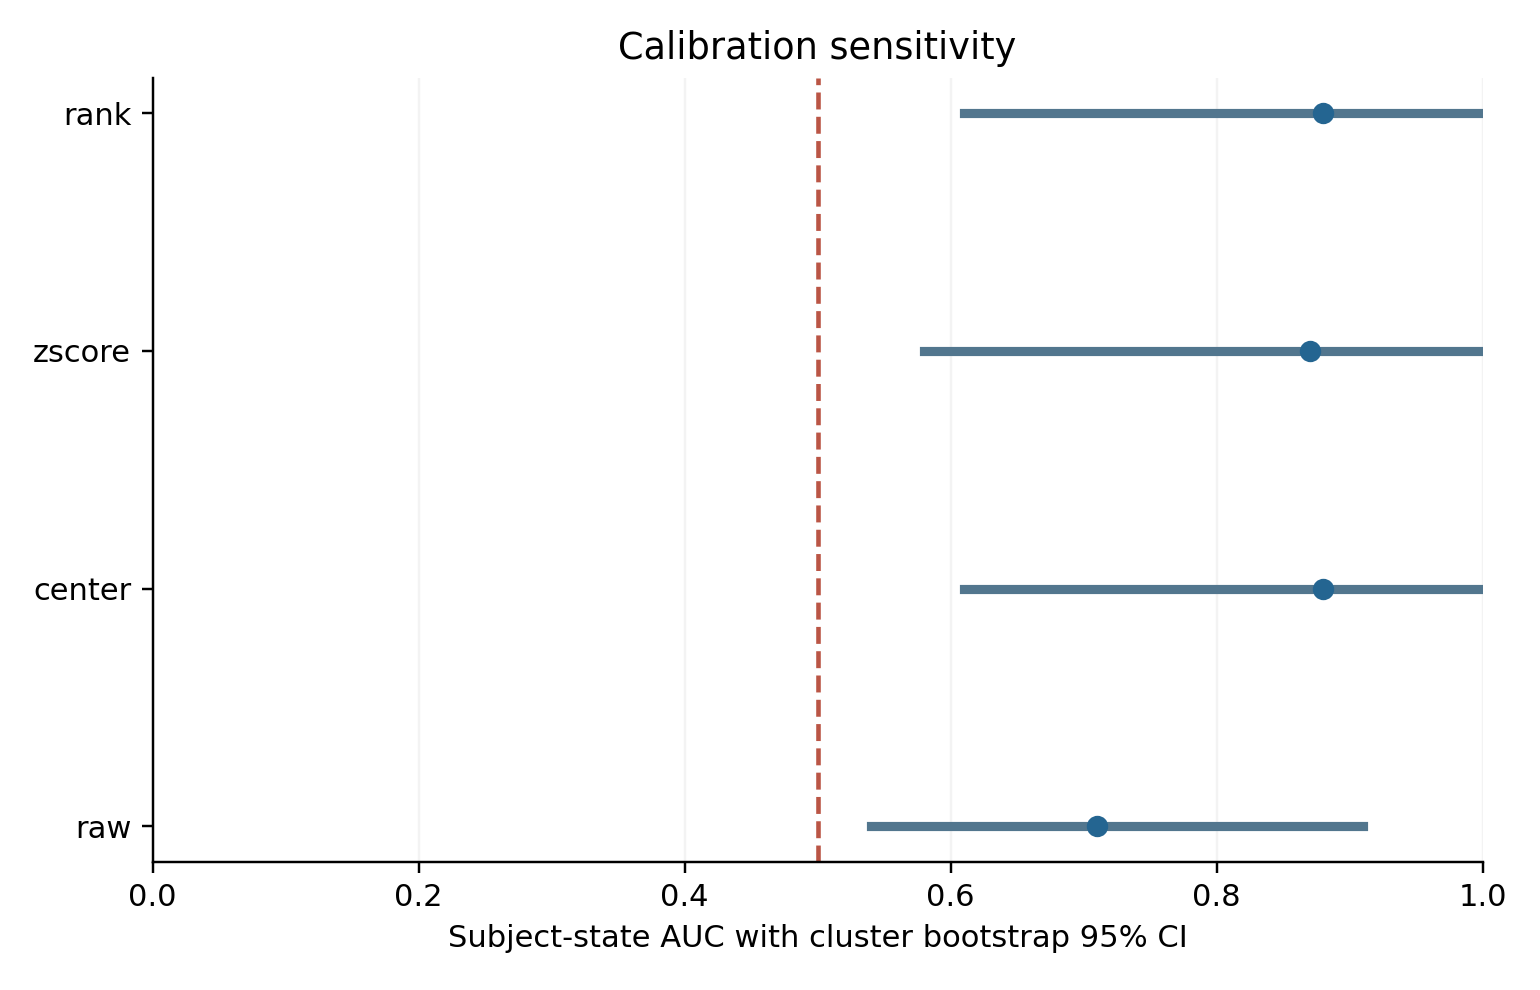 Calibration sensitivity
rank
zscore
center
raw
0.0 0.2 0.4 0.6 0.8 1.0
Subject-state AUC with cluster bootstrap 95% CI